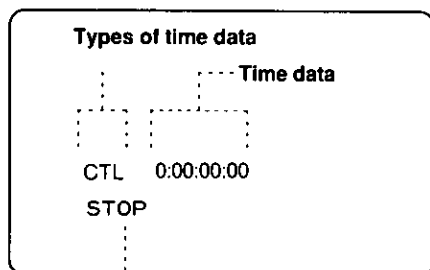 Types of time data
Time data
CTL 0:00:00:00
STOP